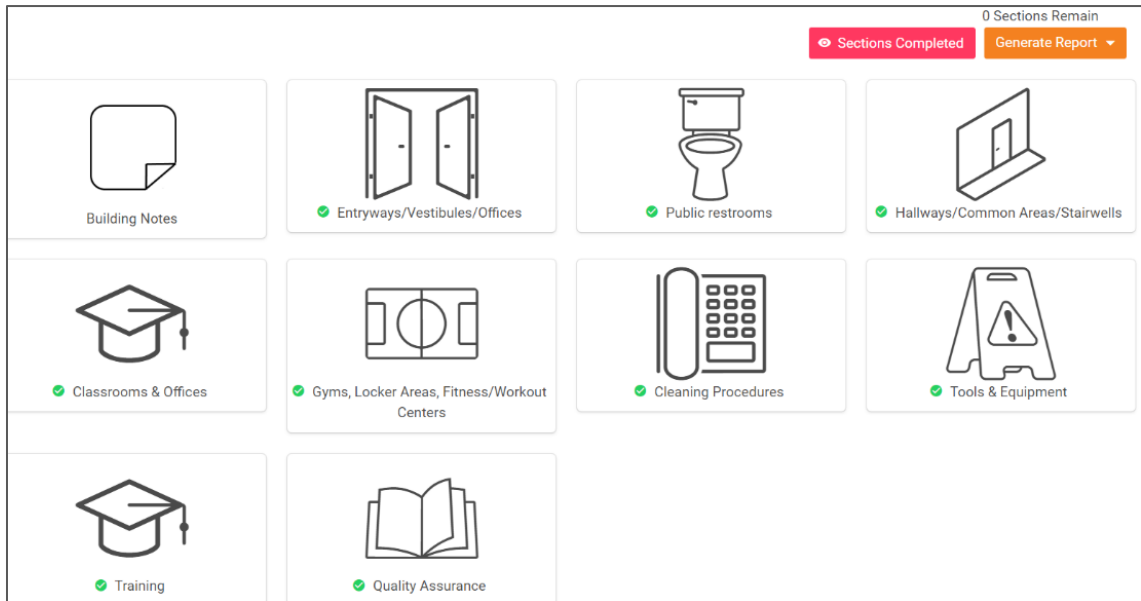 0 Sections Remain
Sections Completed
Generate Report
Building Notes
Entryways/Vestibules/Offices
Public restrooms
Hallways/Common Areas/Stairwells
Classrooms & Offices
Gyms, Locker Areas, Fitness/Workout
Centers
Cleaning Procedures
Tools & Equipment
Training
Quality Assurance